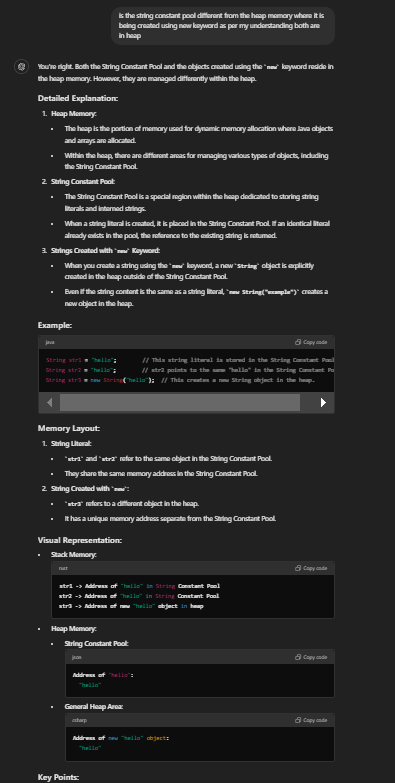 is the string constant pool different from the heap memory where it is
being created using new keyword as per my understanding both are
in heap
You're right. Both the String Constant Pool and the objects created using the `new` keyword reside in
the heap memory. However, they are managed differently within the heap.
Detailed Explanation:
1. Heap Memory:
• The heap is the portion of memory used for dynamic memory allocation where Java objects
and arrays are allocated.
• Within the heap, there are different areas for managing various types of objects, including
the String Constant Pool.
2. String Constant Pool:
• The String Constant Pool is a special region within the heap dedicated to storing string
literals and interned strings.
• When a string literal is created, it is placed in the String Constant Pool. If an identical literal
already exists in the pool, the reference to the existing string is returned.
3. Strings Created with `new` Keyword:
• When you create a string using the `new` keyword, a new `String` object is explicitly
created in the heap outside of the String Constant Pool.
• Even if the string content is the same as a string literal, `new String("example")` creates a
new object in the heap.
Example:
java Copy code
String str1 = "hello"; // This string literal is stored in the String Constant Pool
String str2 = "hello"; // str2 points to the same "hello" in the String Constant Po
String str3 = new String("hello"); // This creates a new String object in the heap.
Memory Layout:
1. String Literal:
• `str1` and `str2` refer to the same object in the String Constant Pool.
• They share the same memory address in the String Constant Pool.
2. String Created with `new`:
• `str3` refers to a different object in the heap.
• It has a unique memory address separate from the String Constant Pool.
Visual Representation:
• Stack Memory:
rust Copy code
str1 -> Address of "hello" in String Constant Pool
str2 -> Address of "hello" in String Constant Pool
str3 -> Address of new "hello" object in heap
• Heap Memory:
• String Constant Pool:
json Copy code
Address of "hello":
"hello"
• General Heap Area:
csharp Copy code
Address of new "hello" object:
"hello"
Key Points: